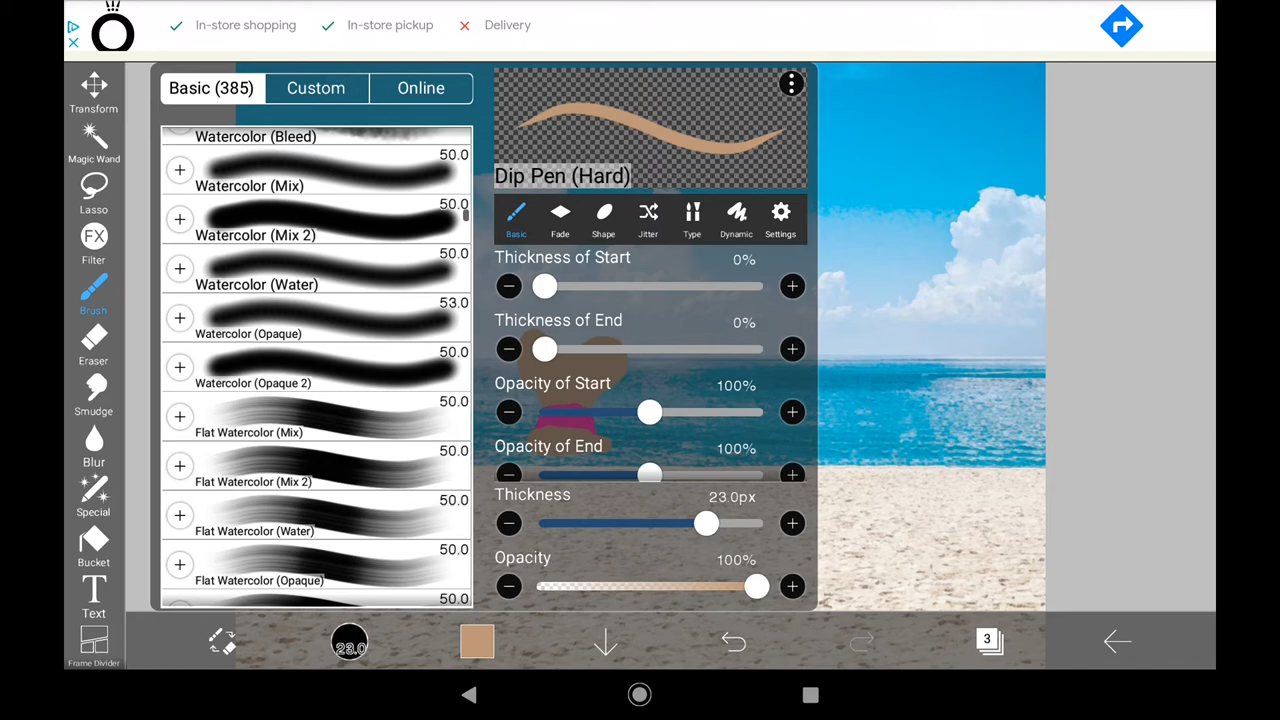 In-store shopping In-store pickup Delivery
Basic (385) Custom Online
Transform
Magic Wand
Lasso
FX
Filter
Brush
Eraser
Smudge
Blur
Special
Bucket
T
Text
Frame Divider
Watercolor (Bleed)
50.0
Watercolor (Mix)
50.0
Watercolor (Mix 2)
50.0
Watercolor (Water)
53.0
Watercolor (Opaque)
50.0
Watercolor (Opaque 2)
50.0
Flat Watercolor (Mix)
50.0
Flat Watercolor (Mix 2)
50.0
Flat Watercolor (Water)
50.0
Flat Watercolor (Opaque)
50.0
Dip Pen (Hard)
Basic Fade Shape Jitter Type Dynamic Settings
Thickness of Start 0%
Thickness of End 0%
Opacity of Start 100%
Opacity of End 100%
Thickness 23.0px
Opacity 100%
23.0
3